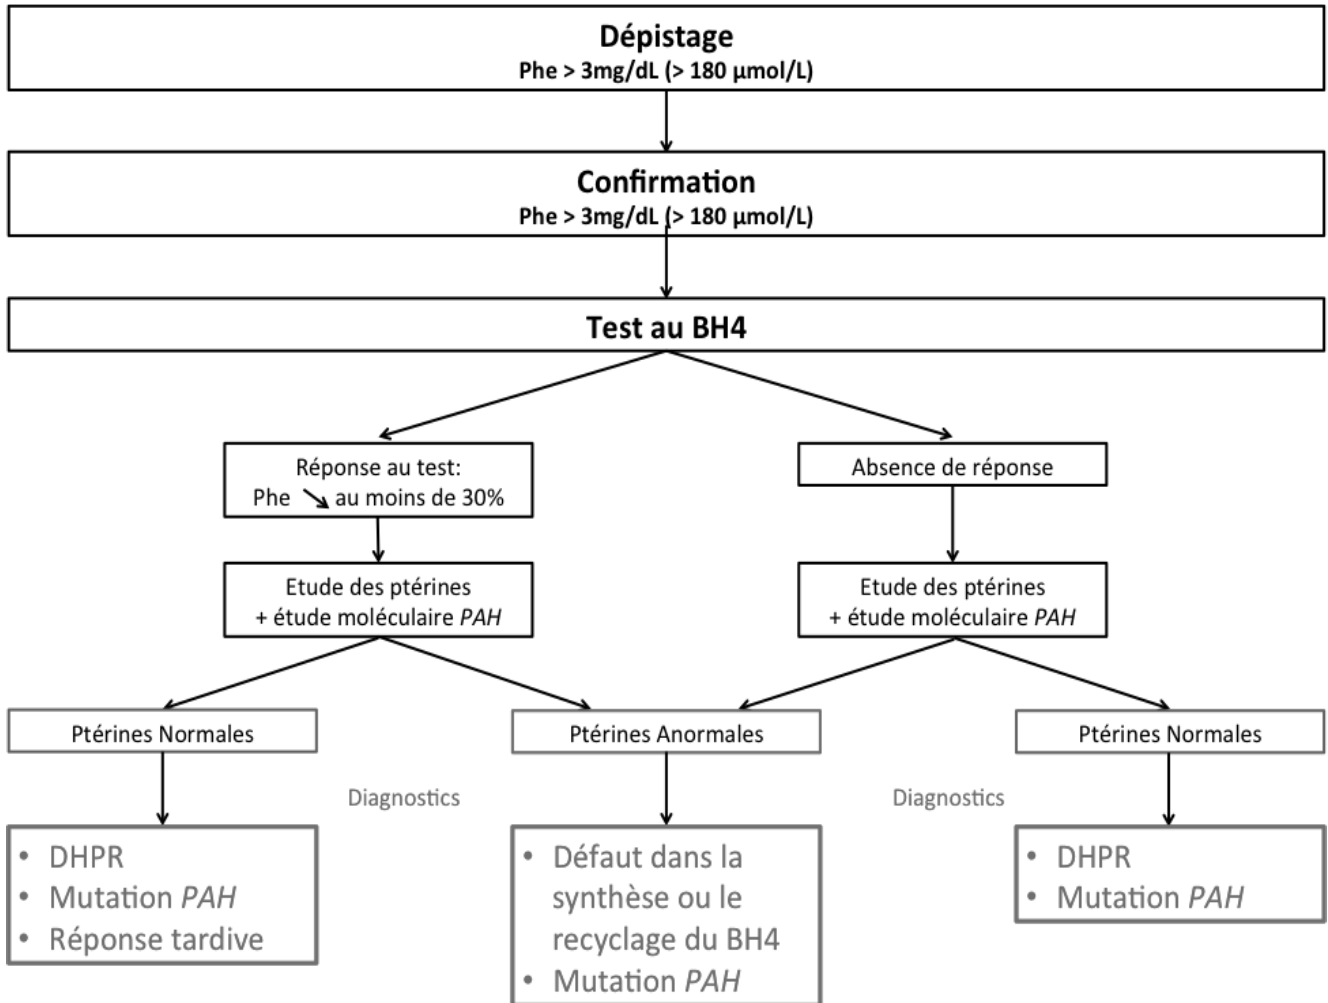 Dépistage
Phe > 3mg/dL (> 180 µmol/L)
Confirmation
Phe > 3mg/dL (> 180 µmol/L)
Test au BH4
Réponse au test:
Phe ↘ au moins de 30%
Absence de réponse
Etude des ptérines
+ étude moléculaire PAH
Etude des ptérines
+ étude moléculaire PAH
Ptérines Normales
Ptérines Anormales
Ptérines Normales
Diagnostics
Diagnostics
• DHPR
• Mutation PAH
• Réponse tardive
• Défaut dans la
synthèse ou le
recyclage du BH4
• Mutation PAH
• DHPR
• Mutation PAH